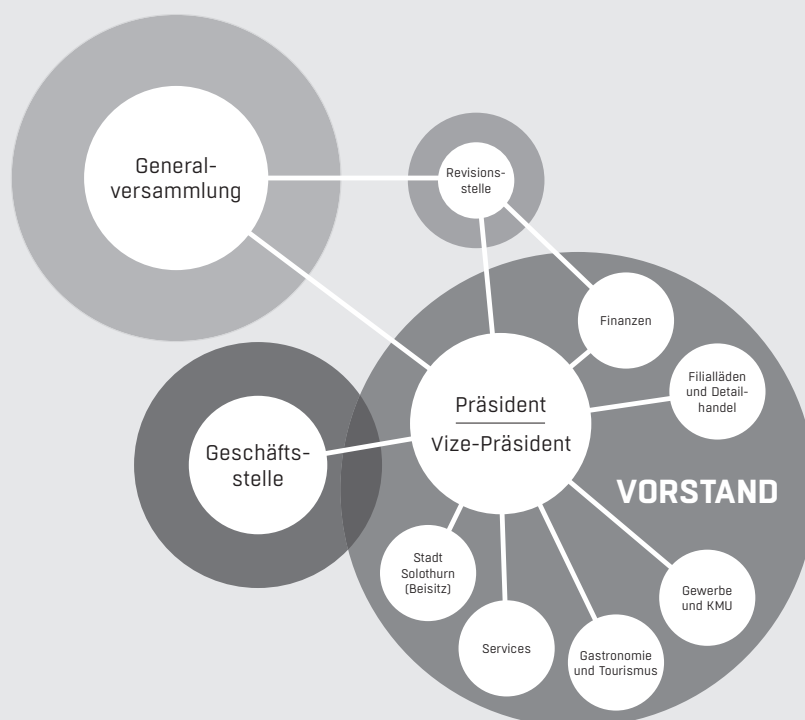 General-
versammlung
Revisions-
stelle
Finanzen
Filialläden
und Detail-
handel
Präsident
Vize-Präsident
Geschäfts-
stelle
VORSTAND
Stadt
Solothurn
(Beisitz)
Services
Gastronomie
und Tourismus
Gewerbe
und KMU